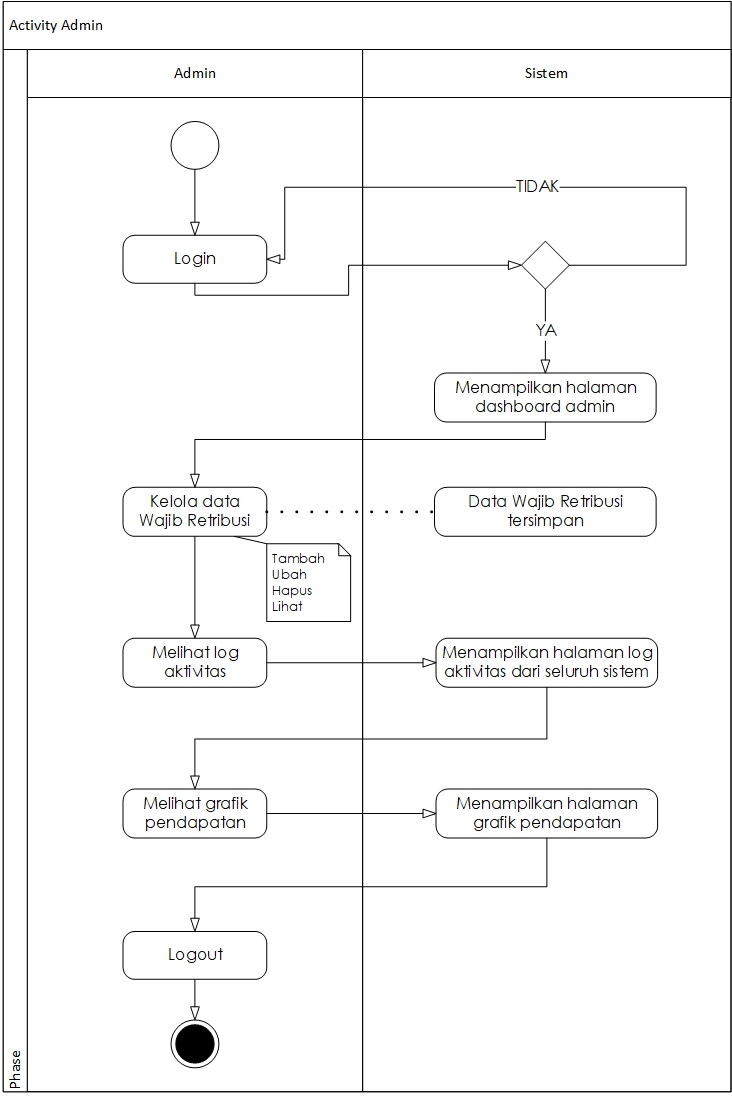 Activity Admin
Admin
Sistem
TIDAK
Login
YA
Menampilkan halaman
dashboard admin
Kelola data
Wajib Retribusi
Data Wajib Retribusi
tersimpan
Tambah
Ubah
Hapus
Lihat
Melihat log
aktivitas
Menampilkan halaman log
aktivitas dari seluruh sistem
Melihat grafik
pendapatan
Menampilkan halaman
grafik pendapatan
Logout
Phase